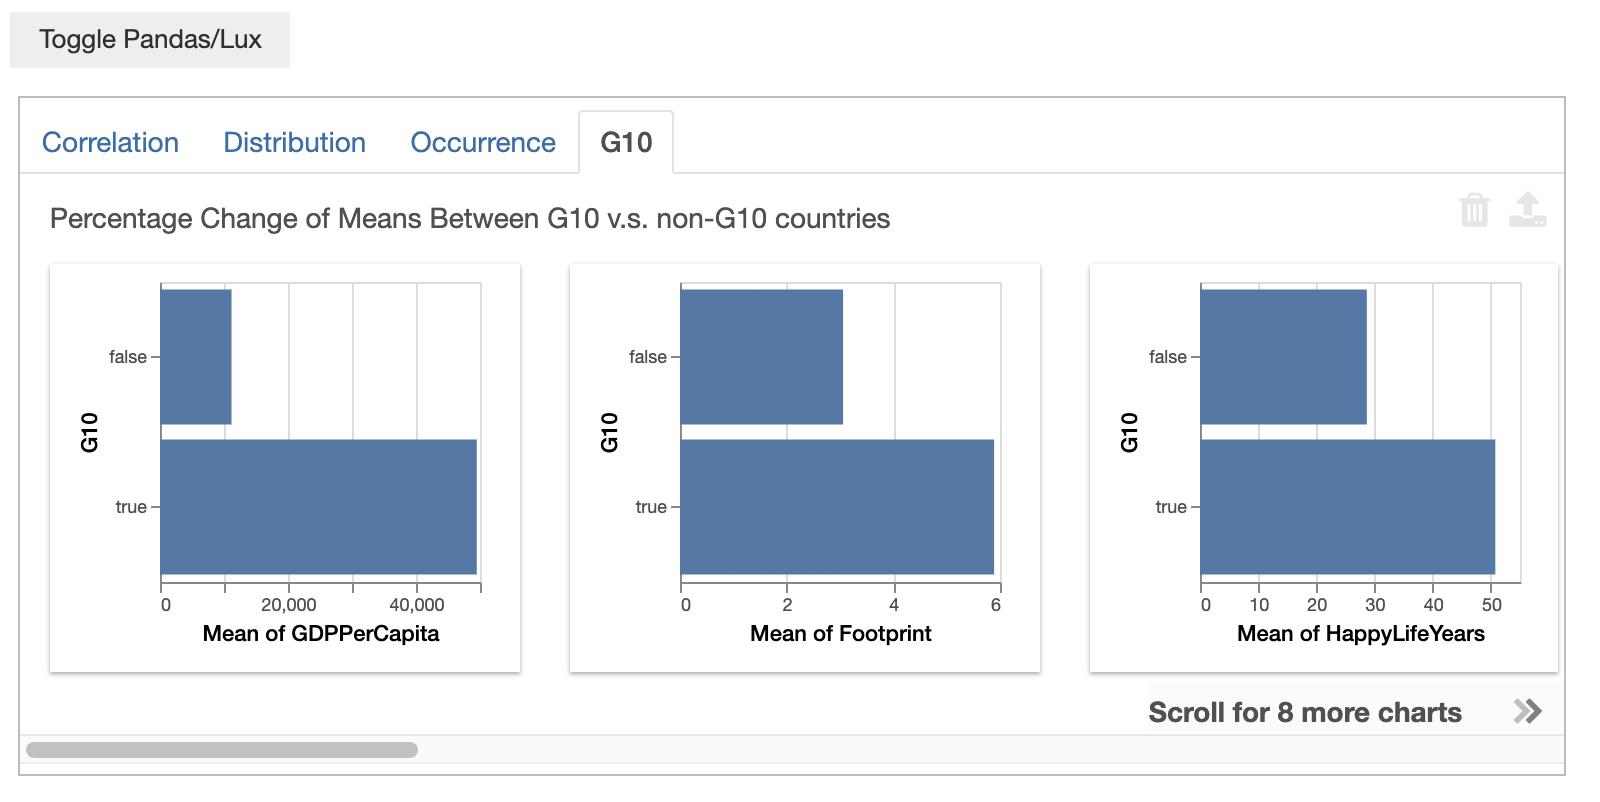 Toggle Pandas/Lux
Correlation Distribution Occurrence G10
Percentage Change of Means Between G10 v.s. non-G10 countries
G10
false
true
0 20,000 40,000
Mean of GDPPerCapita
G10
false
true
0 2 4 6
Mean of Footprint
G10
false
true
0 10 20 30 40 50
Mean of HappyLifeYears
Scroll for 8 more charts